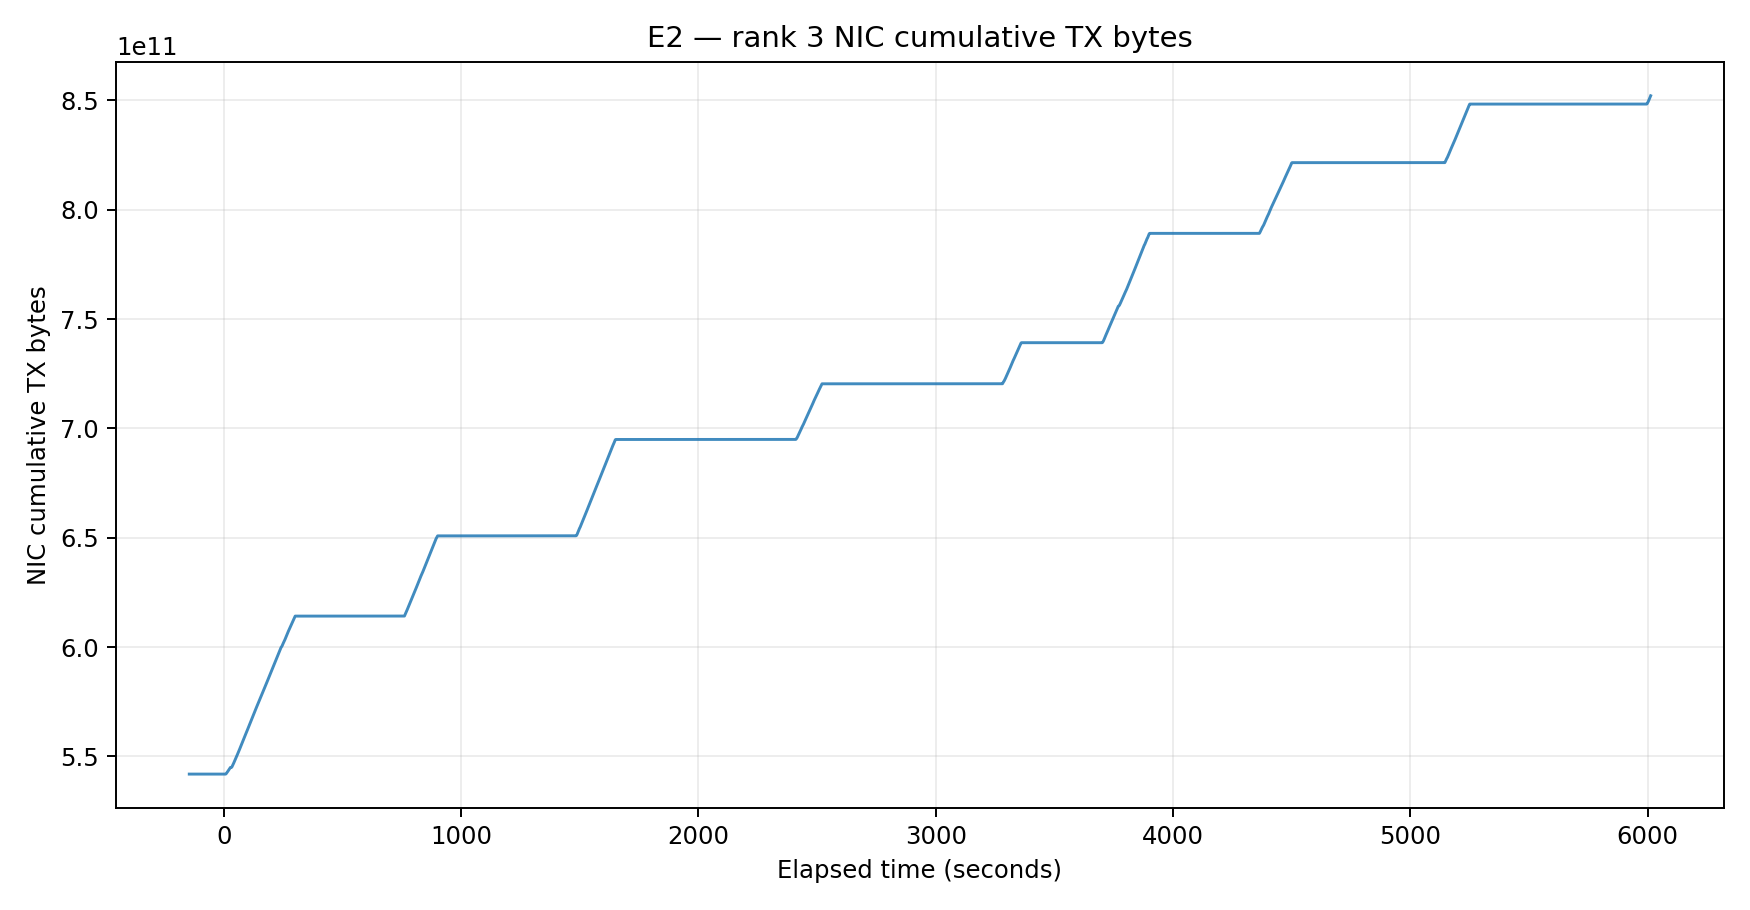 E2 — rank 3 NIC cumulative TX bytes
1e11
8.5
8.0
7.5
7.0
6.5
6.0
5.5
NIC cumulative TX bytes
0 1000 2000 3000 4000 5000 6000
Elapsed time (seconds)